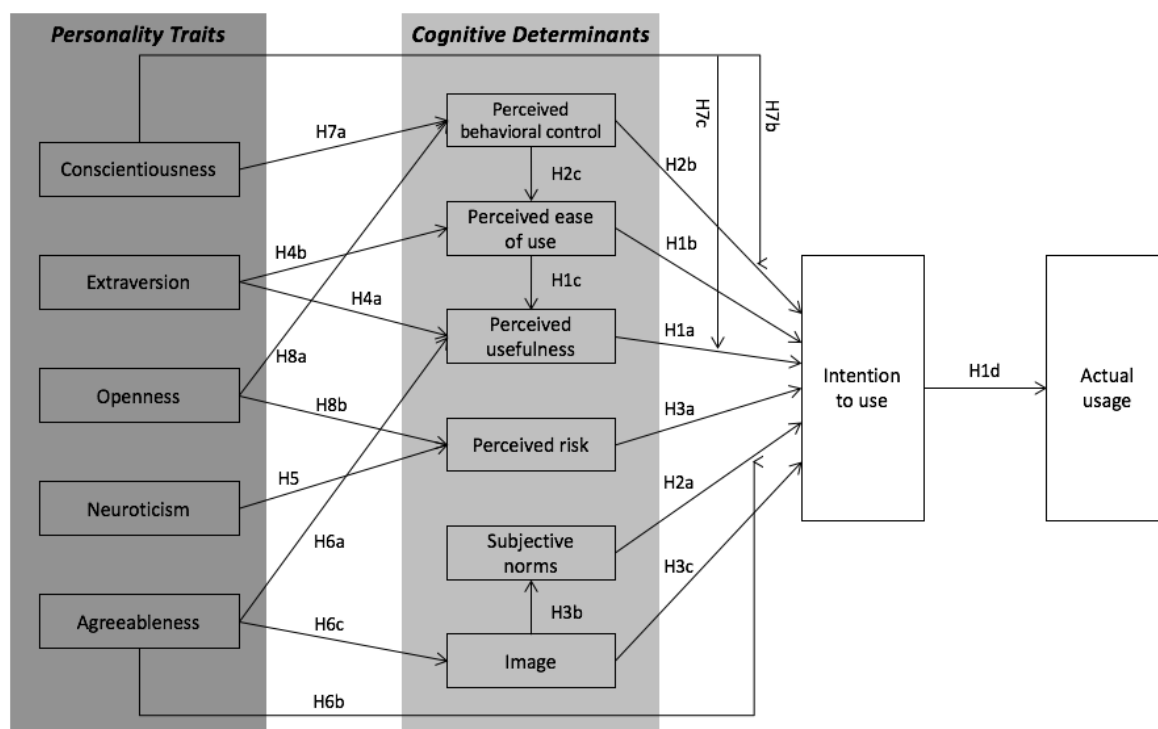 Personality Traits
Cognitive Determinants
Conscientiousness
Extraversion
Openness
Neuroticism
Agreeableness
H7a
H4b
H4a
H8a
H8b
H5
H6a
H6c
H6b
Perceived
behavioral control
H2c
Perceived ease
of use
H1c
Perceived
usefulness
Perceived risk
Subjective
norms
H3b
Image
H7c
H7b
H2b
H1b
H1a
H3a
H2a
H3c
Intention
to use
H1d
Actual
usage